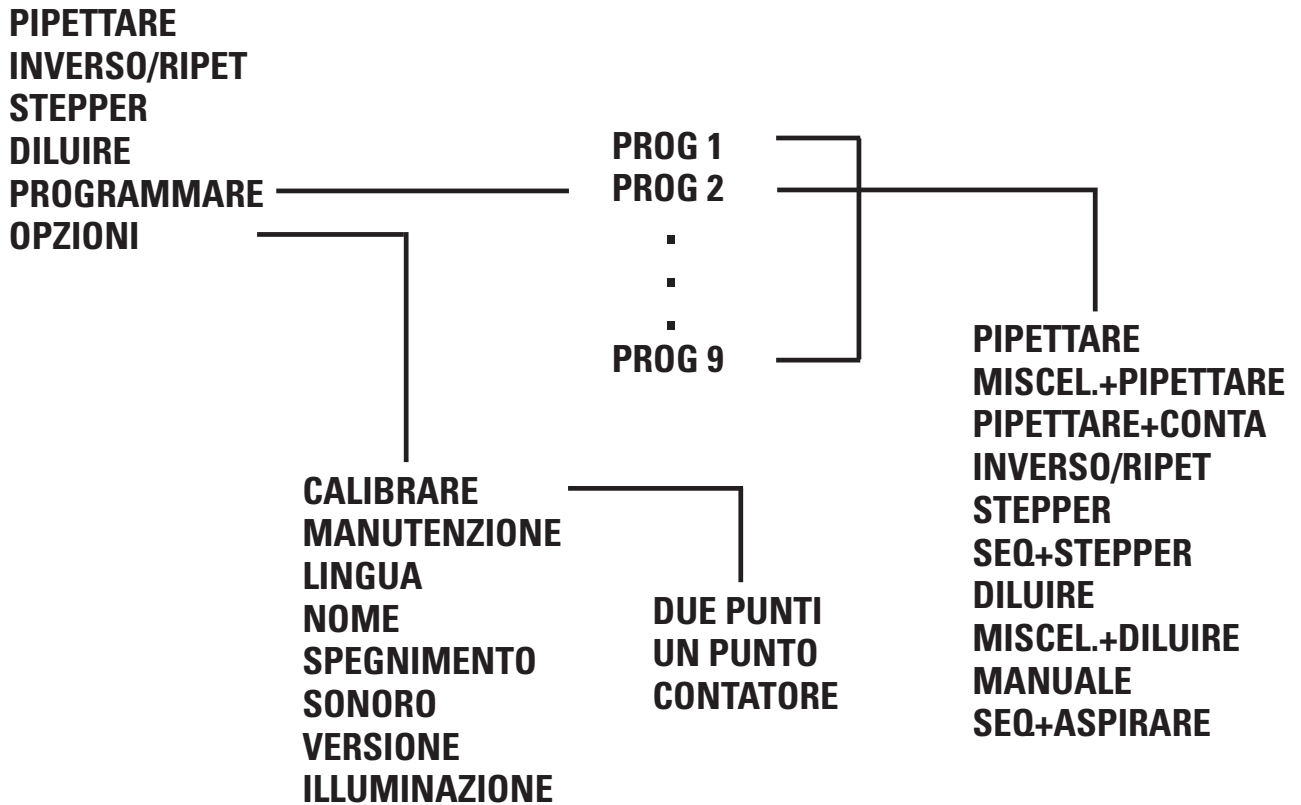 PIPETTARE
INVERSO/RIPET
STEPPER
DILUIRE
PROGRAMMARE
OPZIONI
PROG 1
PROG 2
.
.
.
PROG 9
PIPETTARE
MISCEL.+PIPETTARE
PIPETTARE+CONTA
INVERSO/RIPET
STEPPER
SEQ+STEPPER
DILUIRE
MISCEL.+DILUIRE
MANUALE
SEQ+ASPIRARE
CALIBRARE
MANUTENZIONE
LINGUA
NOME
SPEGNIMENTO
SONORO
VERSIONE
ILLUMINAZIONE
DUE PUNTI
UN PUNTO
CONTATORE